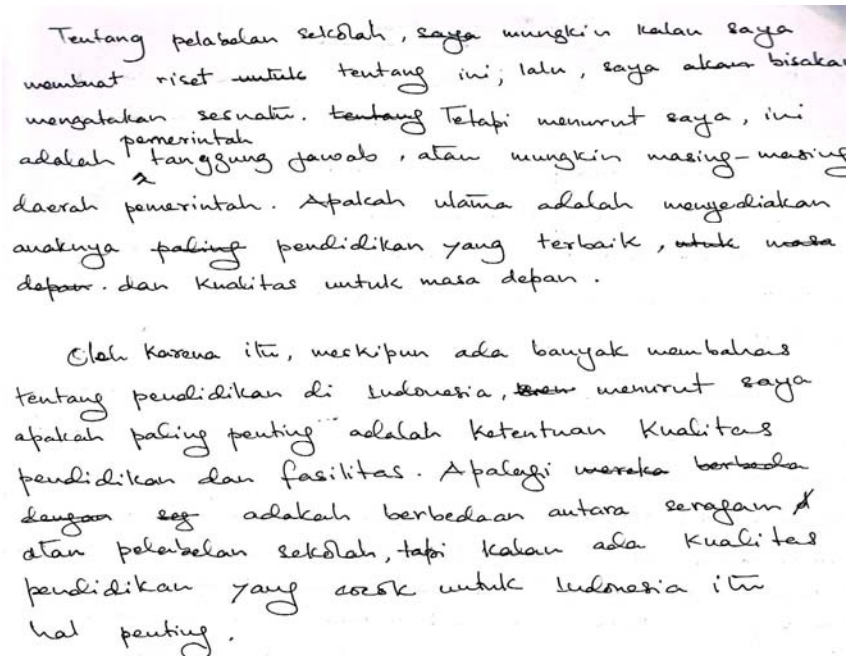 Tentang pelabelan sekolah, saya mungkin kalau saya
membuat riset untuk tentang ini; lalu, saya akan bisakan
mengatakan sesuatu. tentang Tetapi menurut saya, ini
pemerintah
adalah tanggung jawab, atau mungkin masing-masing
daerah pemerintah. Apakah utama adalah menyediakan
anaknya paling pendidikan yang terbaik, untuk masa
depan. dan Kualitas untuk masa depan.
Oleh Karena itu, meskipun ada banyak membahas
tentang pendidikan di Indonesia, menurut saya
apakah paling penting adalah Ketentuan Kualitas
pendidikan dan fasilitas. Apalagi mereka berbeda
dengan seg adakah berbedaan antara seragam
atau pelabelan sekolah, tapi kalau ada Kualitas
pendidikan yang cocok untuk Indonesia itu
hal penting.